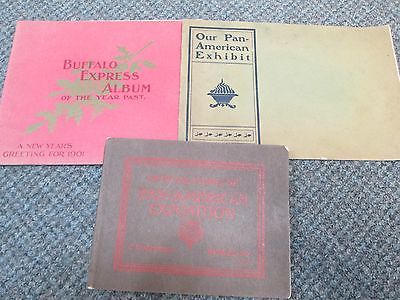 BUFFALO
EXPRESS
ALBUM
OF THE YEAR PAST.
A NEW YEAR'S
GREETING FOR 1901
Our Pan-
American
Exhibit
PAN-AMERICAN
EXPOSITION